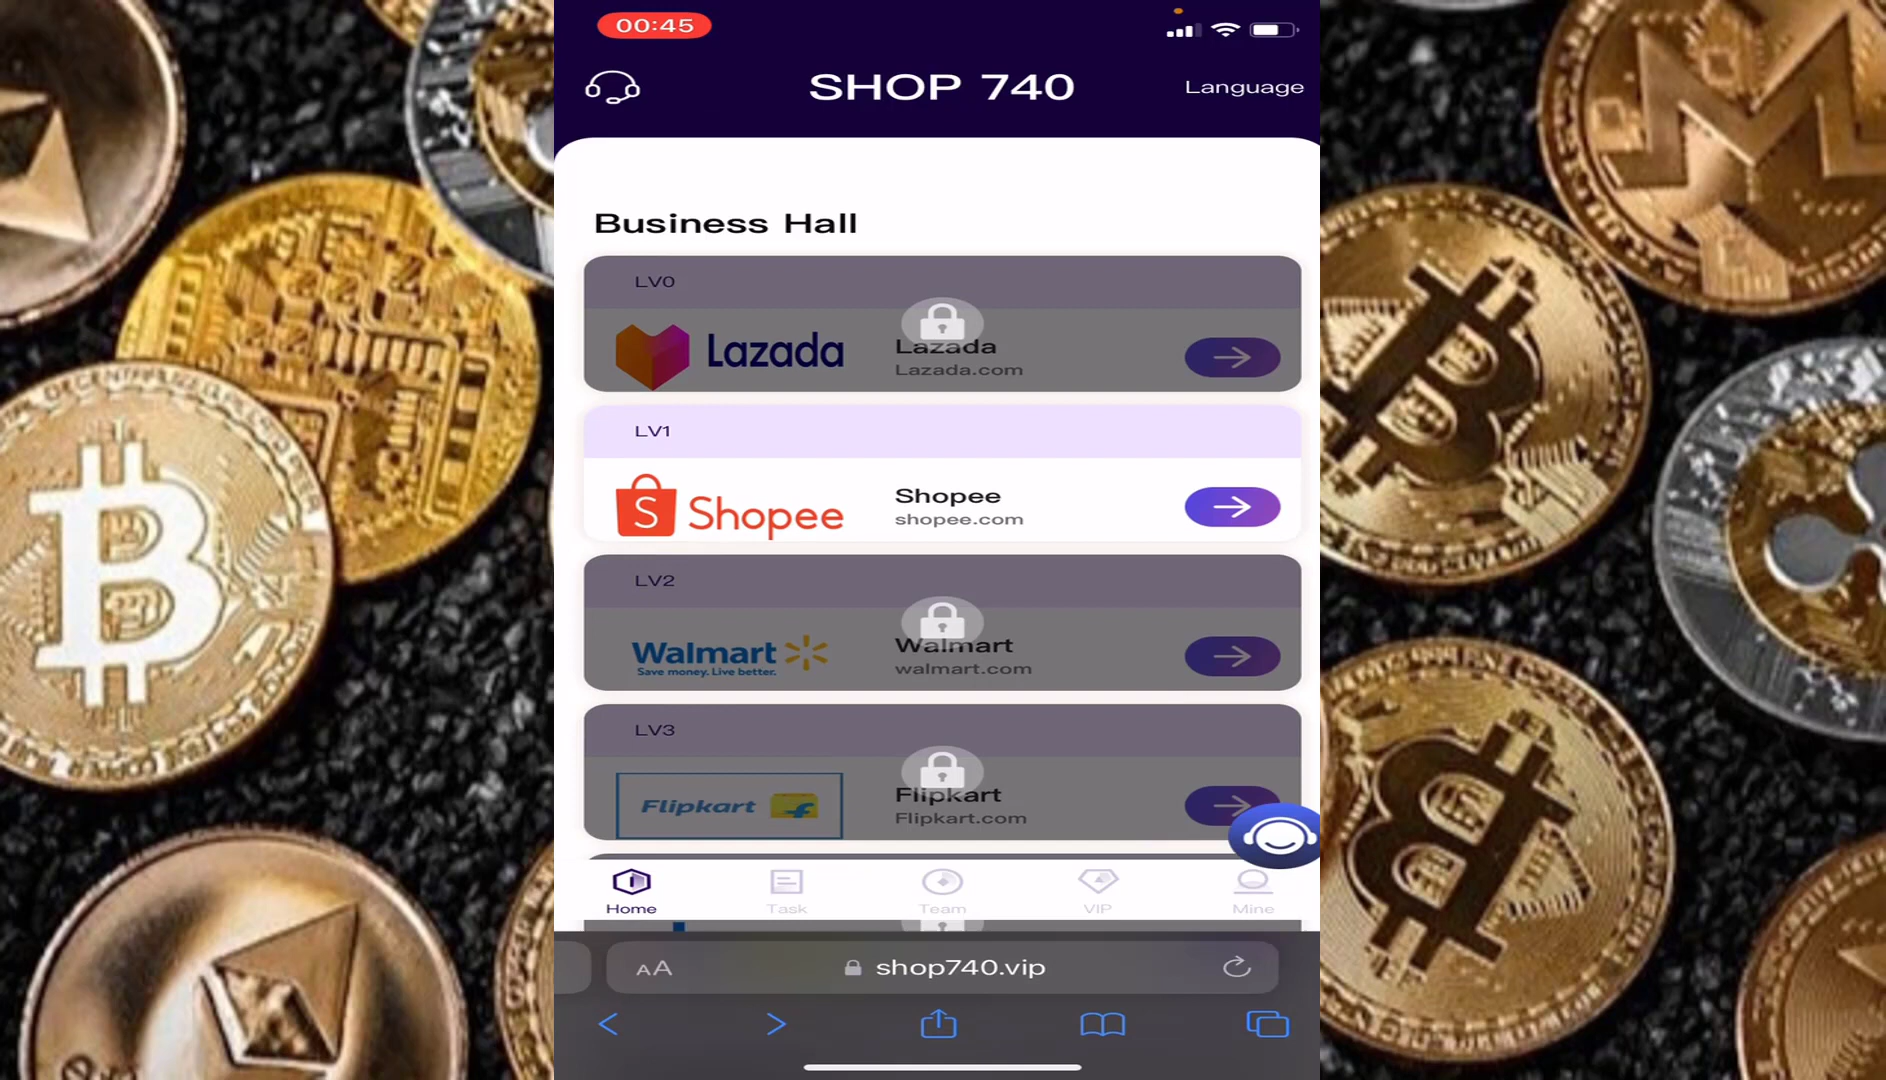 00:45
SHOP 740
Language
Business Hall
LV0
Lazada
Lazada
Lazada.com
LV1
S
Shopee
Shopee
shopee.com
LV2
Walmart
Save money. Live better.
Walmart
walmart.com
LV3
Flipkart
Flipkart
Flipkart.com
Home
Task
Team
VIP
Mine
AA
shop740.vip